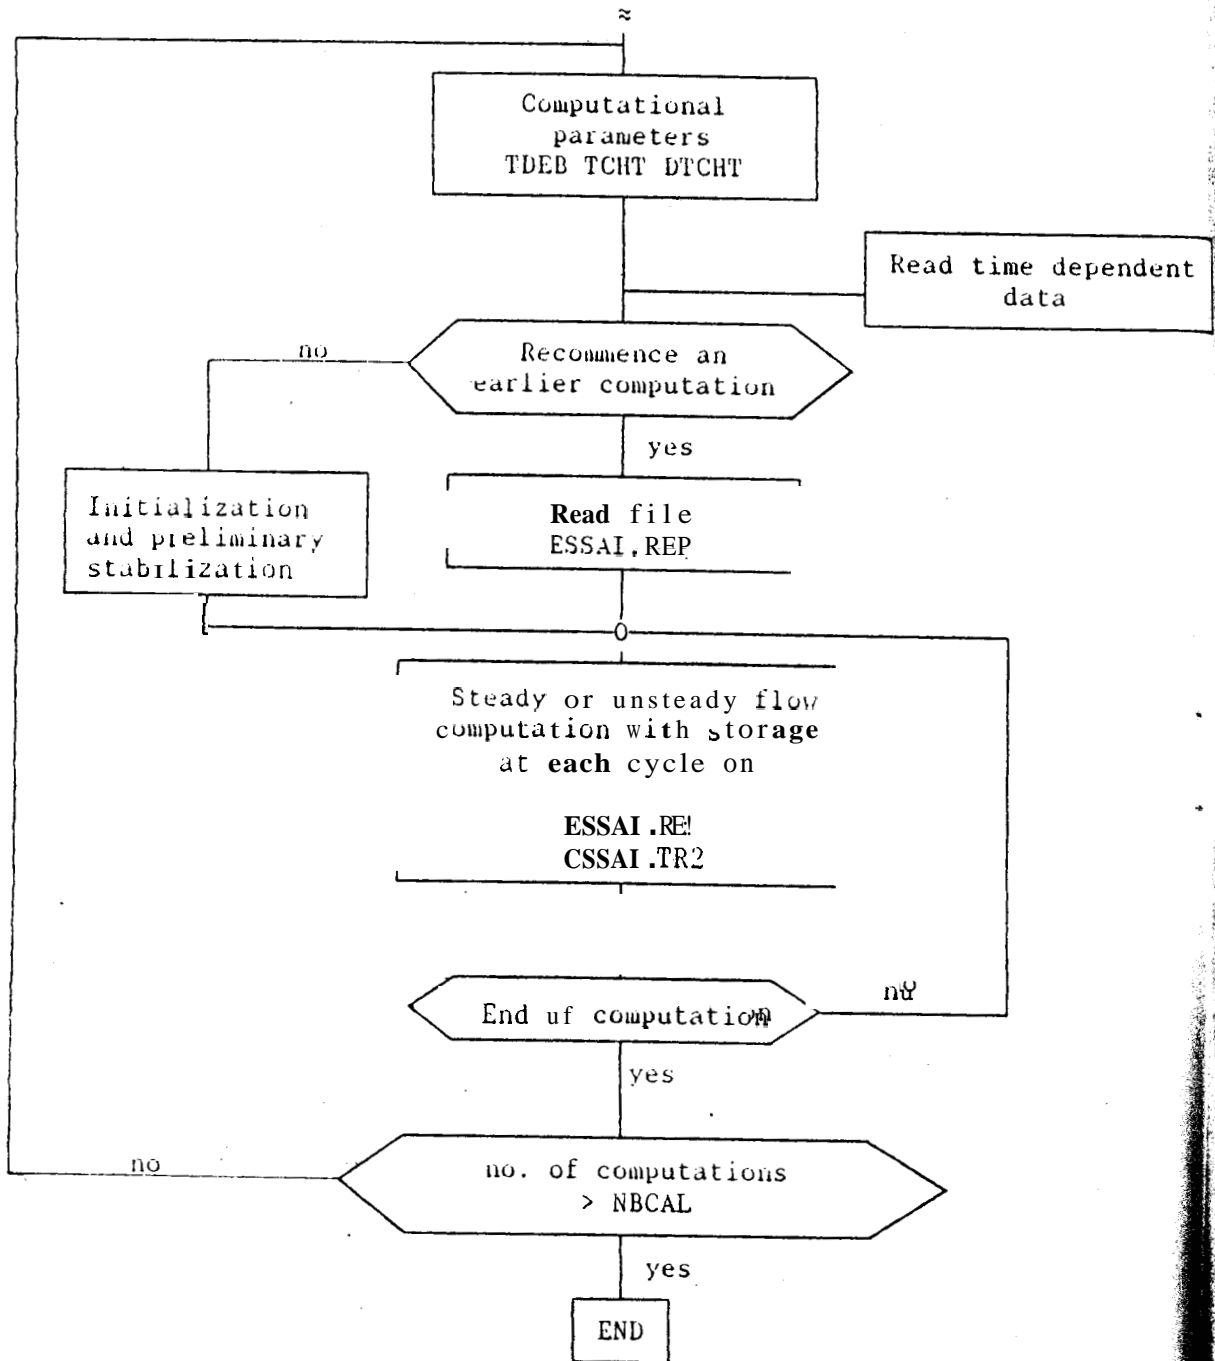 ≈
Computational
parameters
TDEB TCHT DTCHT
Read time dependent
data
no
Recommence an
earlier computation
yes
Initialization
and preliminary
stabilization
Read file
ESSAI.REP
0
Steady or unsteady flow
computation with storage
at each cycle on
ESSAI.RE!
CSSAI.TR2
End uf computation
yes
no
no. of computations
> NBCAL
yes
END